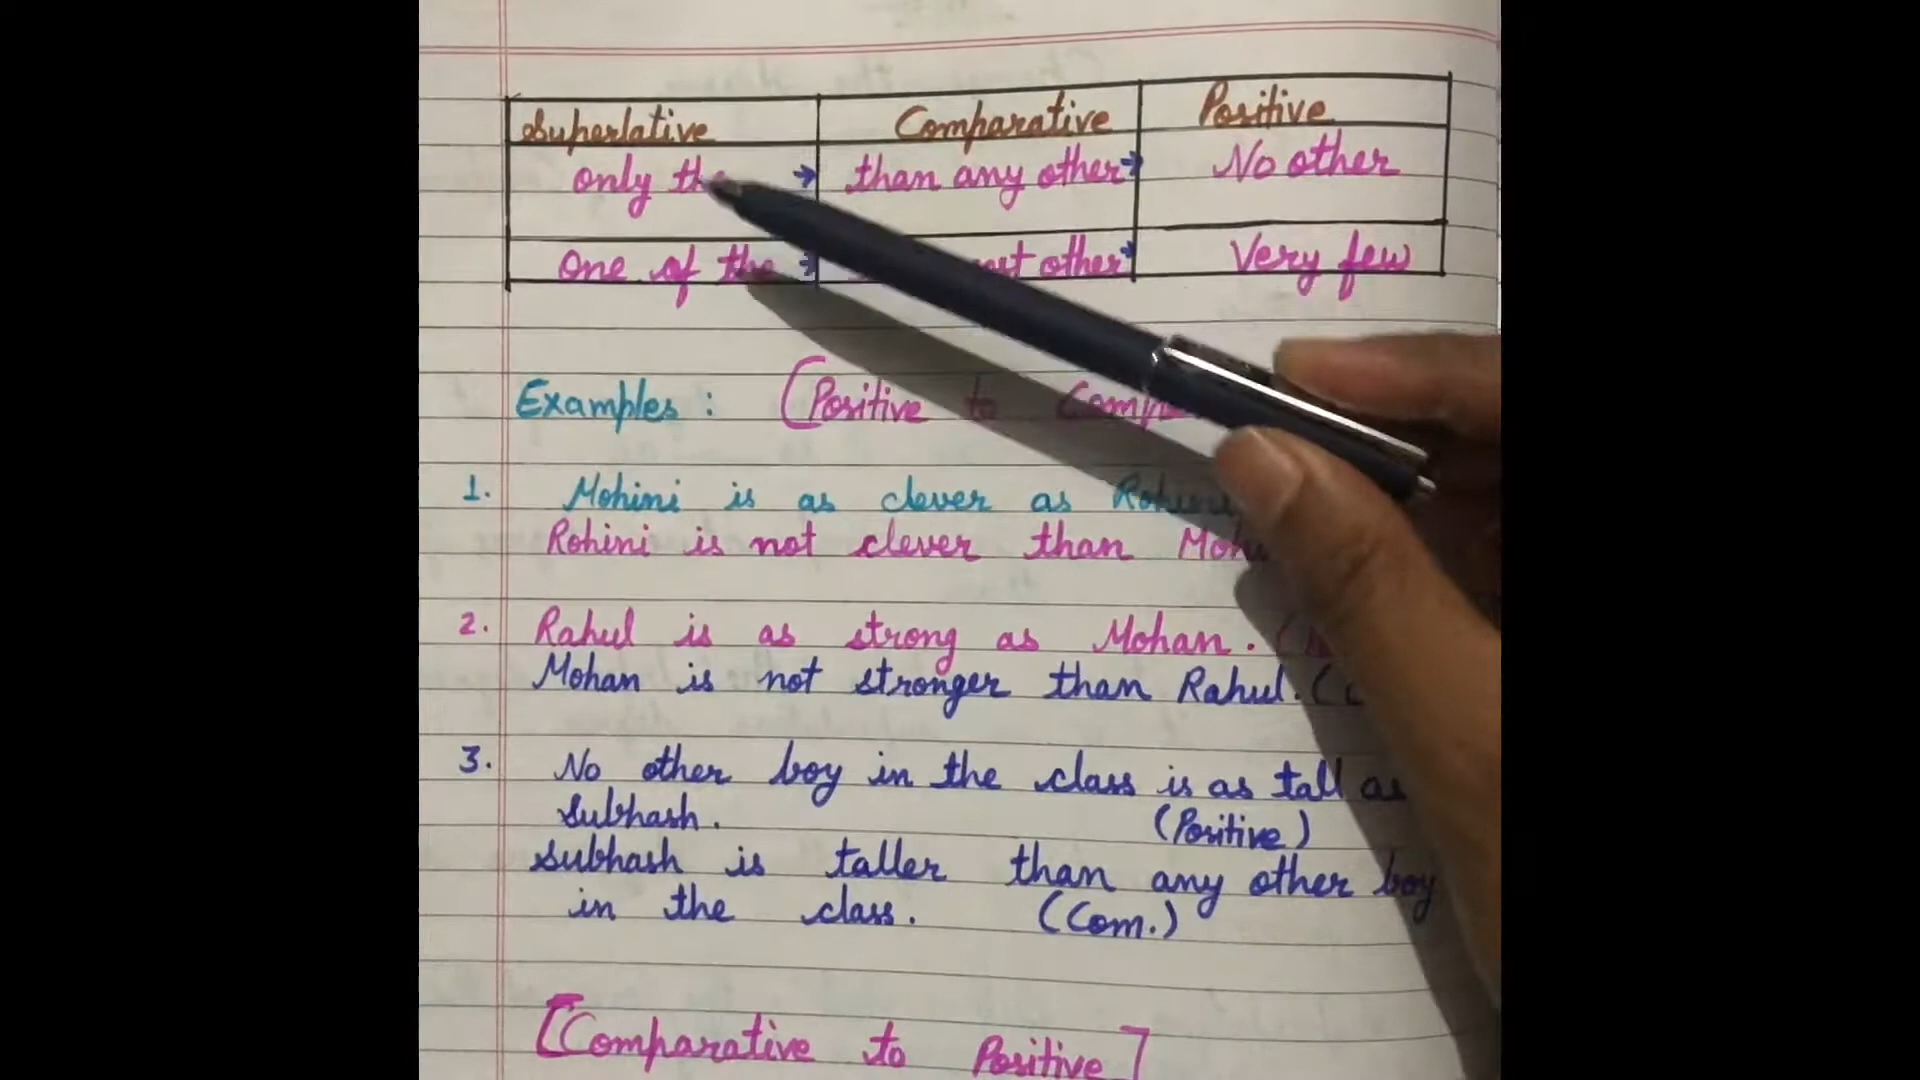 Superlative Comparative Positive
only the → than any other → No other
One of the → most other → Very few
Examples : [Positive to
1. Mohini is as clever as Rohini
Rohini is not clever than
2. Rahul is as strong as Mohan. (
Mohan is not stronger than Rahul. (
3. No other boy in the class is as tall as
Subhash. (Positive)
Subhash is taller than any other boy
in the class. (Com.)
[Comparative to Positive]